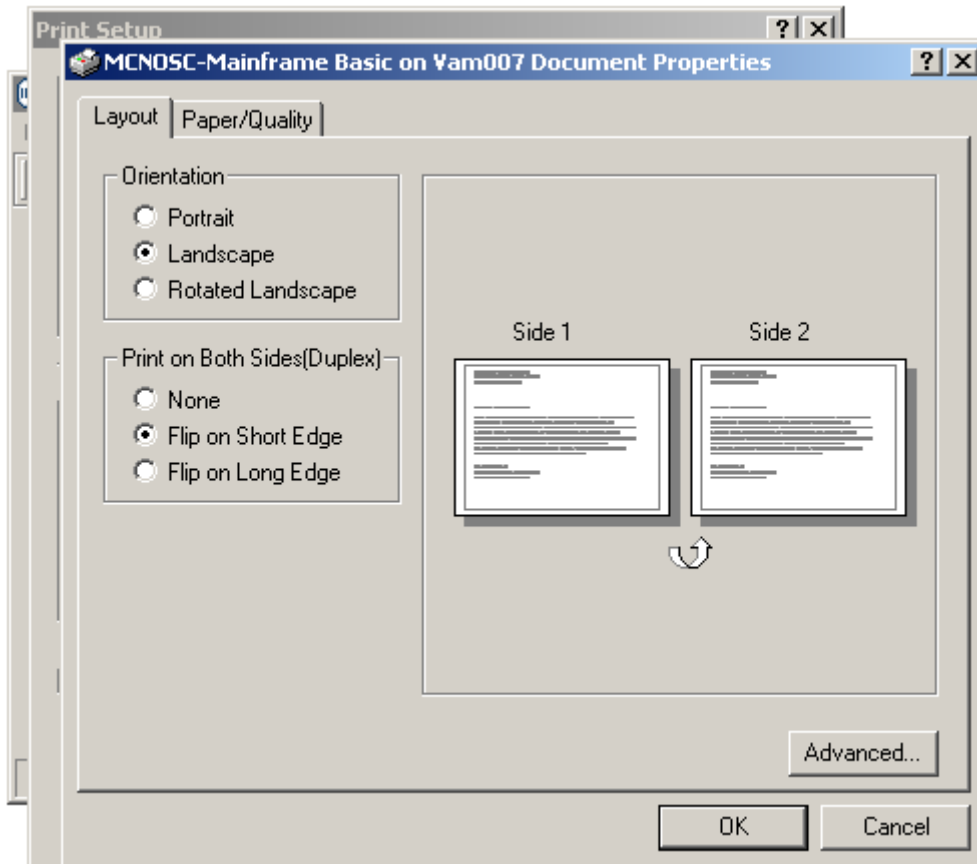 Print Setup
MCNOSC-Mainframe Basic on Vam007 Document Properties
Layout
Paper/Quality
Orientation
Portrait
Landscape
Rotated Landscape
Print on Both Sides(Duplex)
None
Flip on Short Edge
Flip on Long Edge
Side 1
Side 2
Advanced...
OK
Cancel